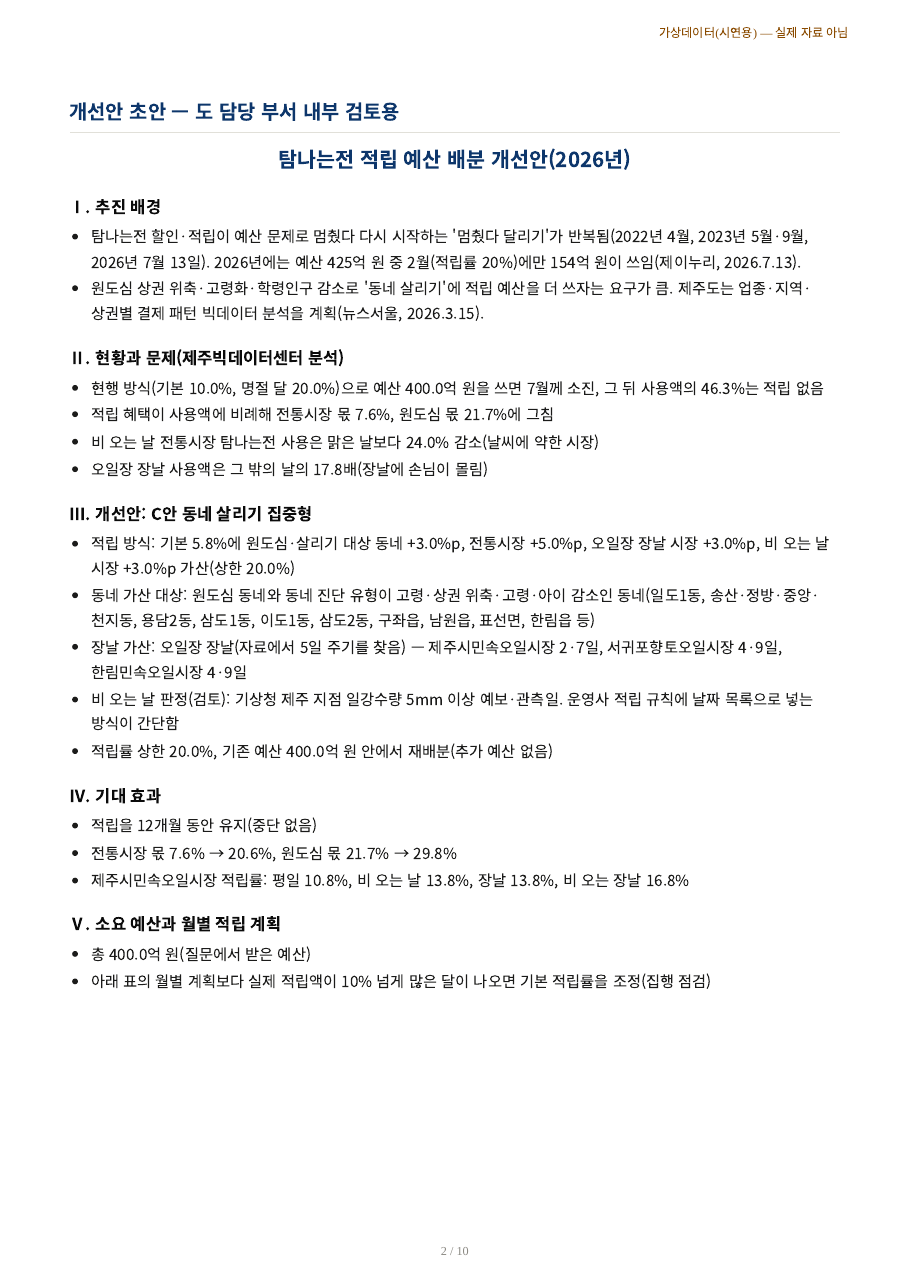 가상데이터(시연용) — 실제 자료 아님
개선안 초안 — 도 담당 부서 내부 검토용
탐나는전 적립 예산 배분 개선안(2026년)
Ⅰ. 추진 배경
• 탐나는전 할인·적립이 예산 문제로 멈췄다 다시 시작하는 '멈췄다 달리기'가 반복됨(2022년 4월, 2023년 5월·9월,
2026년 7월 13일). 2026년에는 예산 425억 원 중 2월(적립률 20%)에만 154억 원이 쓰임(제이누리, 2026.7.13).
• 원도심 상권 위축·고령화·학령인구 감소로 '동네 살리기'에 적립 예산을 더 쓰자는 요구가 큼. 제주도는 업종·지역·
상권별 결제 패턴 빅데이터 분석을 계획(뉴스서울, 2026.3.15).
Ⅱ. 현황과 문제(제주빅데이터센터 분석)
• 현행 방식(기본 10.0%, 명절 달 20.0%)으로 예산 400.0억 원을 쓰면 7월께 소진, 그 뒤 사용액의 46.3%는 적립 없음
• 적립 혜택이 사용액에 비례해 전통시장 몫 7.6%, 원도심 몫 21.7%에 그침
• 비 오는 날 전통시장 탐나는전 사용은 맑은 날보다 24.0% 감소(날씨에 약한 시장)
• 오일장 장날 사용액은 그 밖의 날의 17.8배(장날에 손님이 몰림)
Ⅲ. 개선안: C안 동네 살리기 집중형
• 적립 방식: 기본 5.8%에 원도심·살리기 대상 동네 +3.0%p, 전통시장 +5.0%p, 오일장 장날 시장 +3.0%p, 비 오는 날
시장 +3.0%p 가산(상한 20.0%)
• 동네 가산 대상: 원도심 동네와 동네 진단 유형이 고령·상권 위축·고령·아이 감소인 동네(일도1동, 송산·정방·중앙·
천지동, 용담2동, 삼도1동, 이도1동, 삼도2동, 구좌읍, 남원읍, 표선면, 한림읍 등)
• 장날 가산: 오일장 장날(자료에서 5일 주기를 찾음) — 제주시민속오일시장 2·7일, 서귀포향토오일시장 4·9일,
한림민속오일시장 4·9일
• 비 오는 날 판정(검토): 기상청 제주 지점 일강수량 5mm 이상 예보·관측일. 운영사 적립 규칙에 날짜 목록으로 넣는
방식이 간단함
• 적립률 상한 20.0%, 기존 예산 400.0억 원 안에서 재배분(추가 예산 없음)
Ⅳ. 기대 효과
• 적립을 12개월 동안 유지(중단 없음)
• 전통시장 몫 7.6% → 20.6%, 원도심 몫 21.7% → 29.8%
• 제주시민속오일시장 적립률: 평일 10.8%, 비 오는 날 13.8%, 장날 13.8%, 비 오는 장날 16.8%
Ⅴ. 소요 예산과 월별 적립 계획
• 총 400.0억 원(질문에서 받은 예산)
• 아래 표의 월별 계획보다 실제 적립액이 10% 넘게 많은 달이 나오면 기본 적립률을 조정(집행 점검)
2 / 10